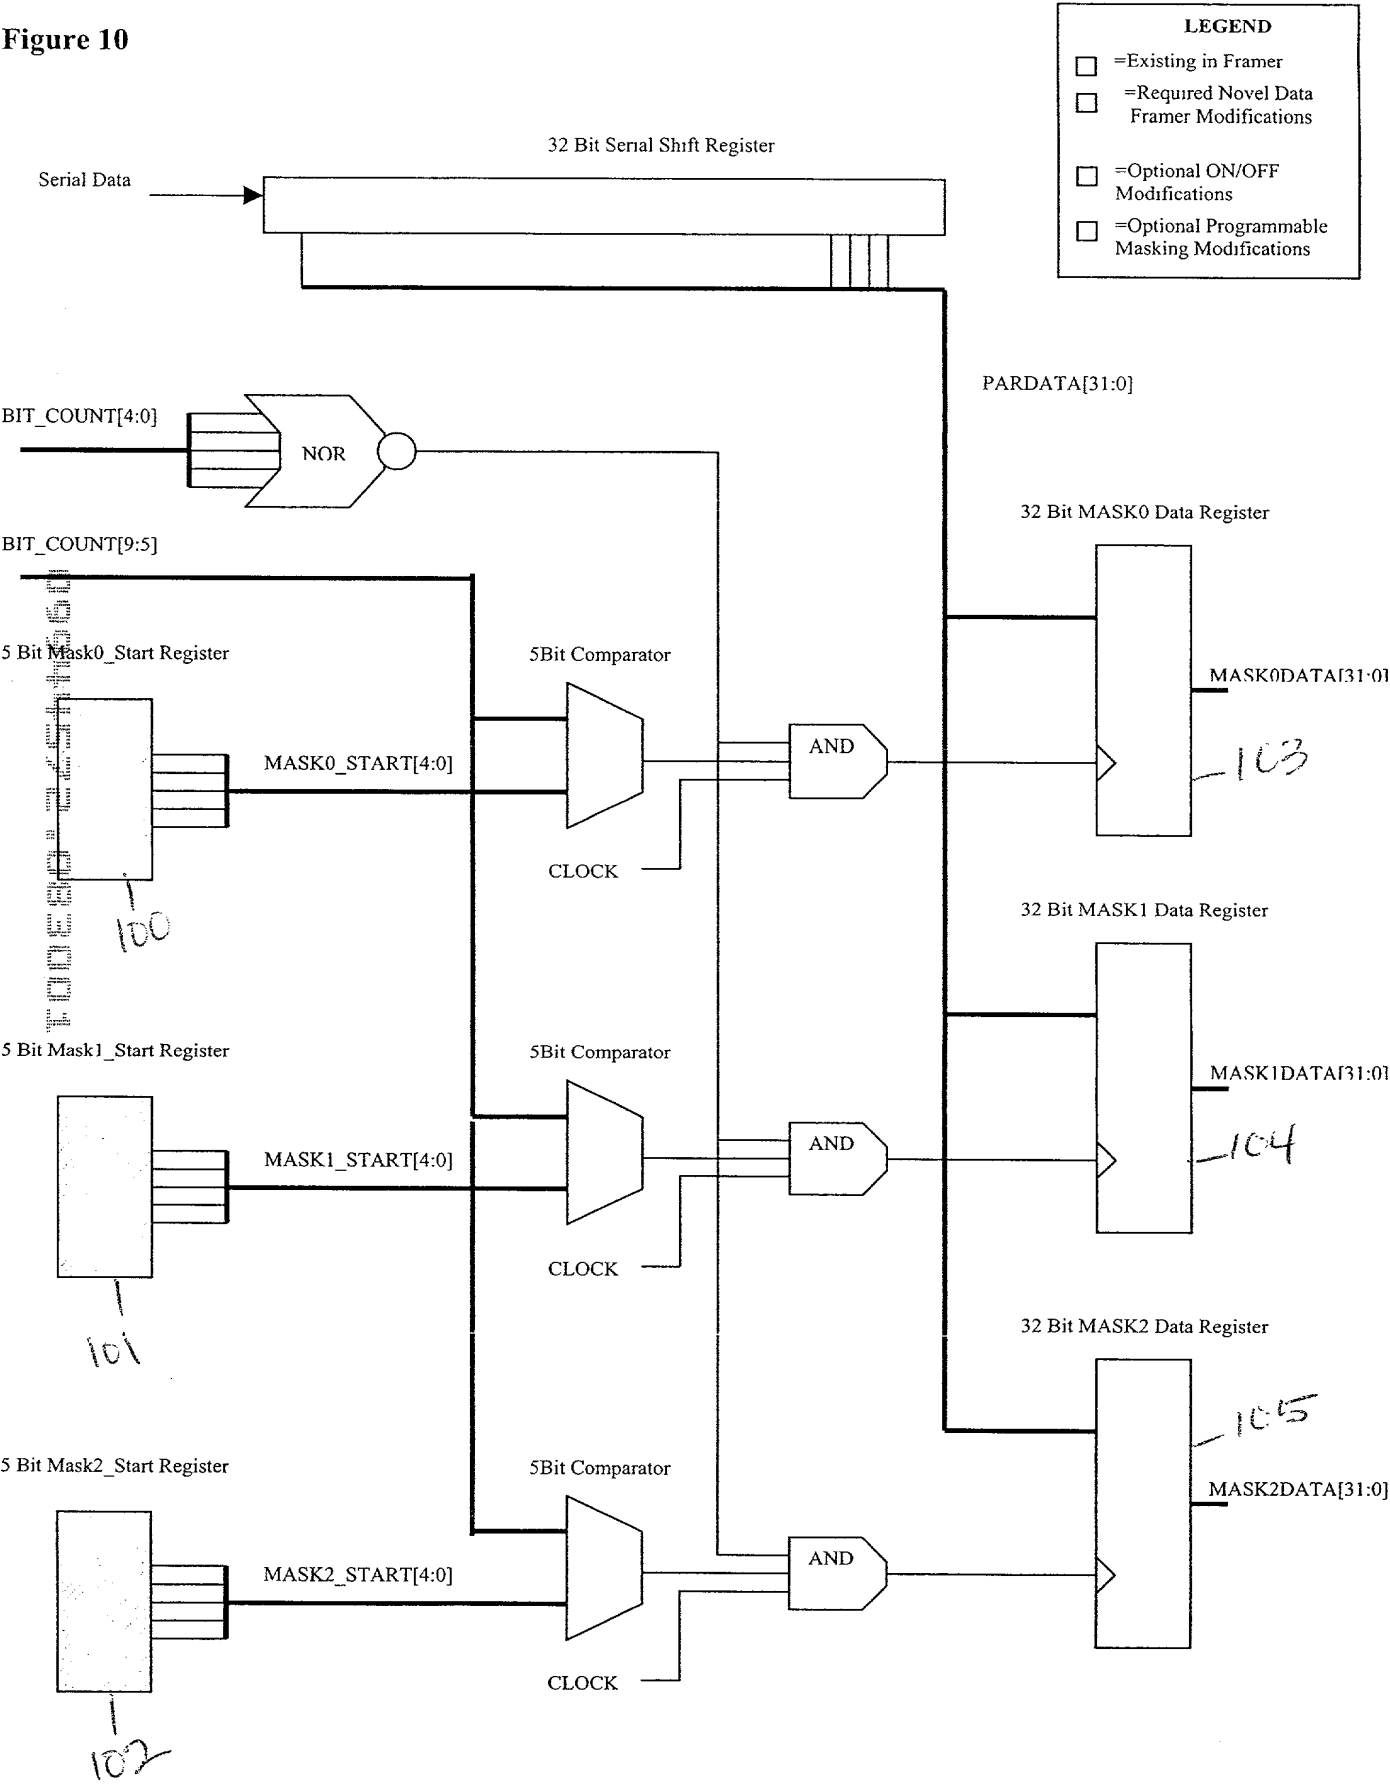 Figure 10
LEGEND
=Existing in Framer
=Required Novel Data
Framer Modifications
=Optional ON/OFF
Modifications
=Optional Programmable
Masking Modifications
32 Bit Serial Shift Register
Serial Data
PARDATA[31:0]
BIT_COUNT[4:0]
NOR
32 Bit MASK0 Data Register
BIT_COUNT[9:5]
5 Bit Mask0_Start Register
5Bit Comparator
MASK0DATA[31:0]
AND
MASK0_START[4:0]
103
CLOCK
100
32 Bit MASK1 Data Register
5 Bit Mask1_Start Register
5Bit Comparator
MASK1DATA[31:0]
AND
104
MASK1_START[4:0]
CLOCK
101
32 Bit MASK2 Data Register
105
5 Bit Mask2_Start Register
5Bit Comparator
MASK2DATA[31:0]
AND
MASK2_START[4:0]
CLOCK
102